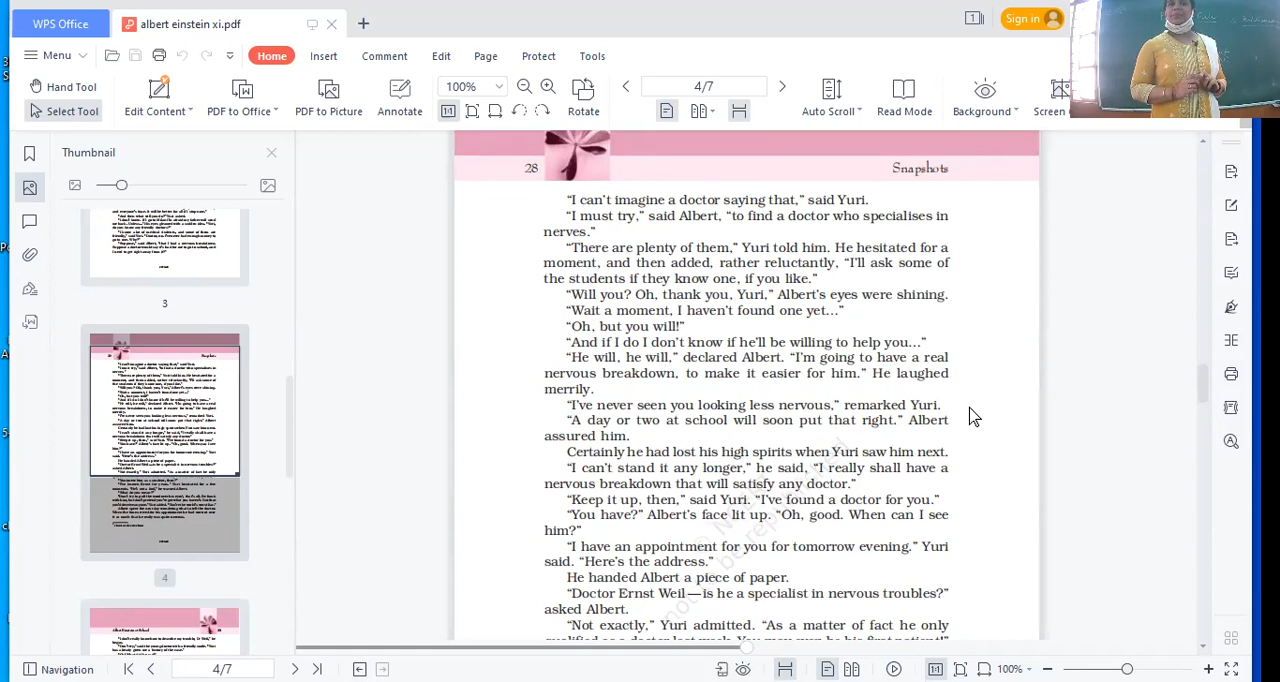 WPS Office
albert einstein xi.pdf
Sign in
Menu
Home
Insert
Comment
Edit
Page
Protect
Tools
Hand Tool
Select Tool
Edit Content
PDF to Office
PDF to Picture
Annotate
100%
4/7
Rotate
Auto Scroll
Read Mode
Background
Screen
Thumbnail
3
4
28
Snapshots
“I can’t imagine a doctor saying that,” said Yuri.
“I must try,” said Albert, “to find a doctor who specialises in
nerves.”
“There are plenty of them,” Yuri told him. He hesitated for a
moment, and then added, rather reluctantly, “I’ll ask some of
the students if they know one, if you like.”
“Will you? Oh, thank you, Yuri,” Albert’s eyes were shining.
“Wait a moment, I haven’t found one yet...”
“Oh, but you will!”
“And if I do I don’t know if he’ll be willing to help you...”
“He will, he will,” declared Albert. “I’m going to have a real
nervous breakdown, to make it easier for him.” He laughed
merrily.
“I’ve never seen you looking less nervous,” remarked Yuri.
“A day or two at school will soon put that right.” Albert
assured him.
Certainly he had lost his high spirits when Yuri saw him next.
“I can’t stand it any longer,” he said, “I really shall have a
nervous breakdown that will satisfy any doctor.”
“Keep it up, then,” said Yuri. “I’ve found a doctor for you.”
“You have?” Albert’s face lit up. “Oh, good. When can I see
him?”
“I have an appointment for you for tomorrow evening.” Yuri
said. “Here’s the address.”
He handed Albert a piece of paper.
“Doctor Ernst Weil—is he a specialist in nervous troubles?”
asked Albert.
“Not exactly,” Yuri admitted. “As a matter of fact he only
qualified as a doctor last week. You may even be his first patient!”
Navigation
4/7
100%